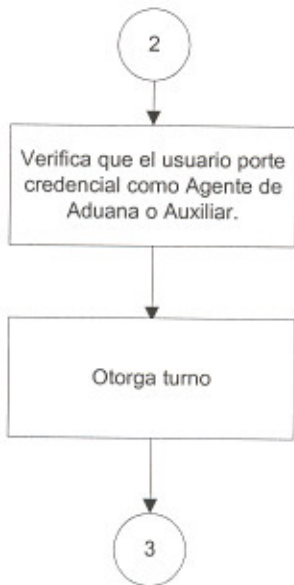 2
Verifica que el usuario porte
credencial como Agente de
Aduana o Auxiliar.
Otorga turno
3